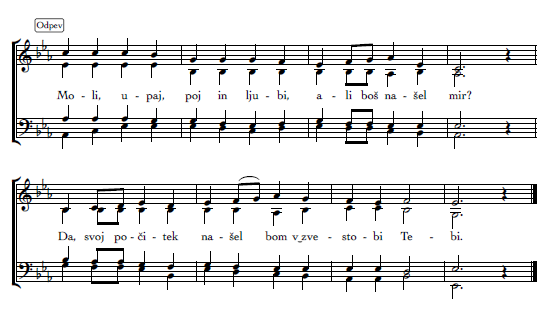 Odpev
Mo - li, u - paj, poj in lju - bi, a - li boš na - šel mir?
Da, svoj po - či - tek na - šel bom v_zve - sto - bi Te - bi.